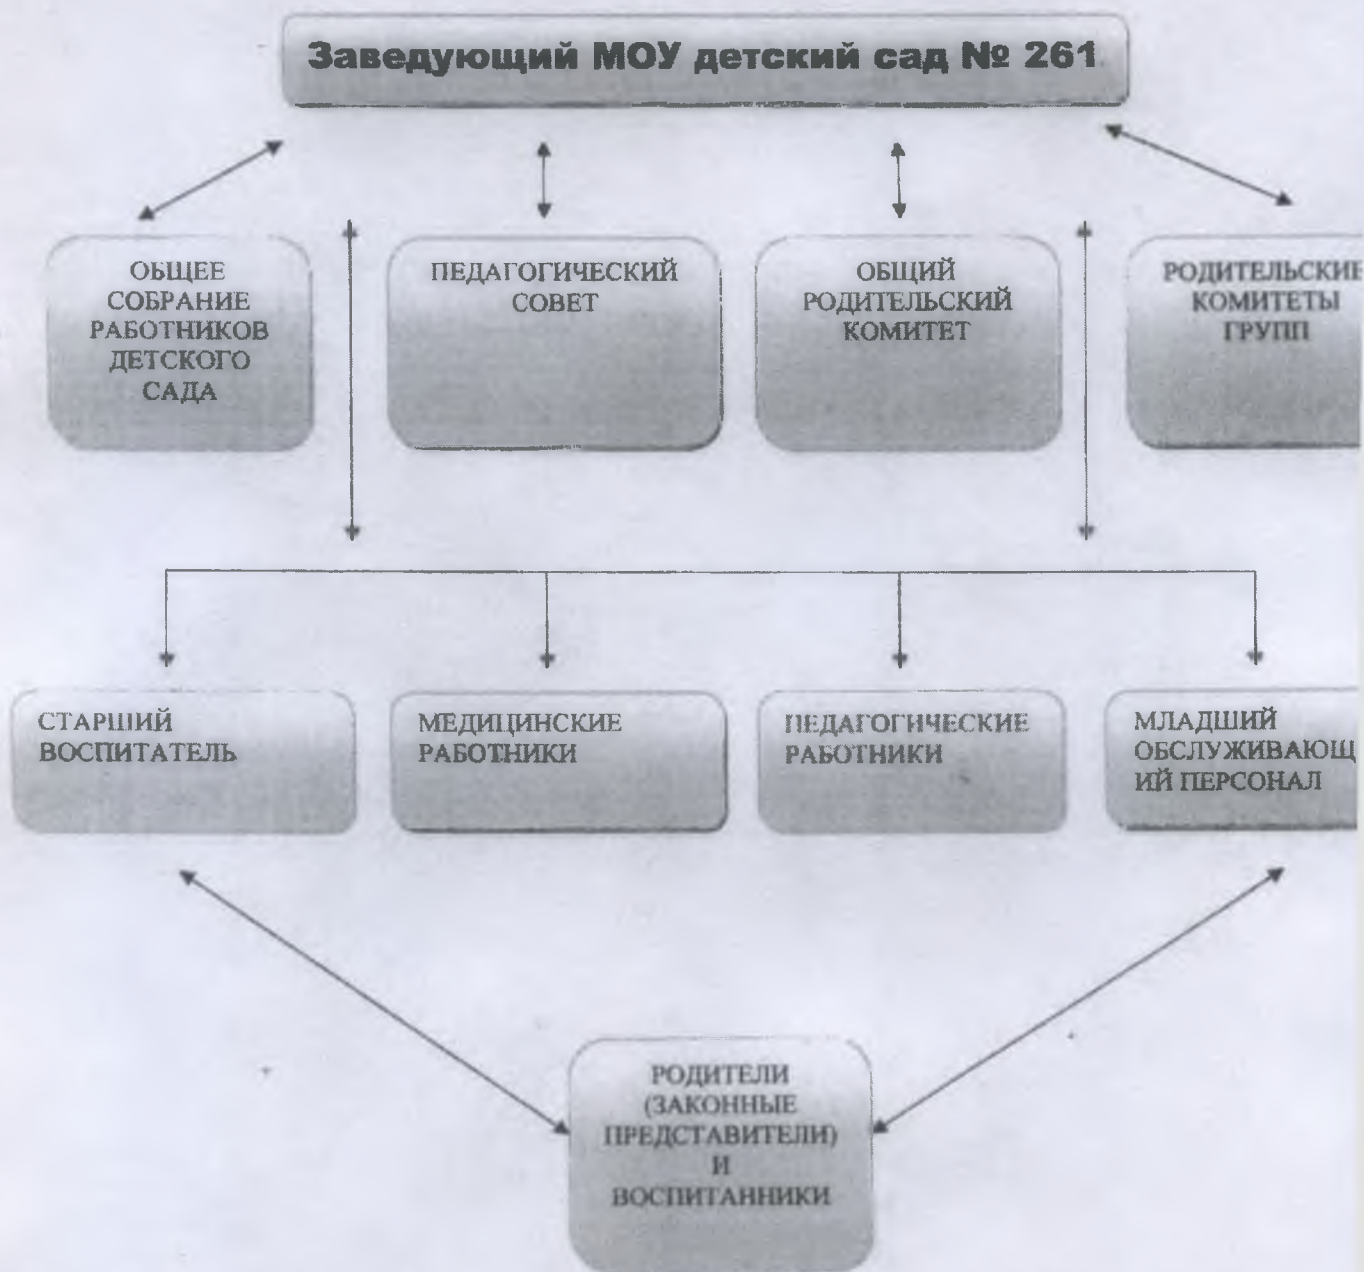 Заведующий МОУ детский сад № 261
ОБЩЕЕ
СОБРАНИЕ
РАБОТНИКОВ
ДЕТСКОГО
САДА
ПЕДАГОГИЧЕСКИЙ
СОВЕТ
ОБЩИЙ
РОДИТЕЛЬСКИЙ
КОМИТЕТ
РОДИТЕЛЬСКИЕ
КОМИТЕТЫ
ГРУПП
СТАРШИЙ
ВОСПИТАТЕЛЬ
МЕДИЦИНСКИЕ
РАБОТНИКИ
ПЕДАГОГИЧЕСКИЕ
РАБОТНИКИ
МЛАДШИЙ
ОБСЛУЖИВАЮЩ
ИЙ ПЕРСОНАЛ
РОДИТЕЛИ
(ЗАКОННЫЕ
ПРЕДСТАВИТЕЛИ)
И
ВОСПИТАННИКИ